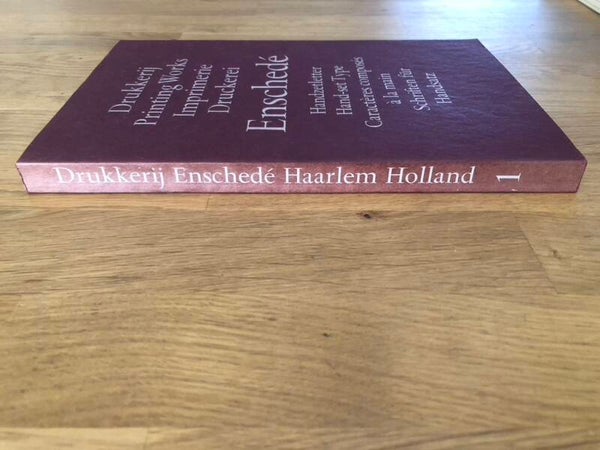 Drukkerij
Printing Works
Imprimerie
Druckerei
Enschedé
Handzetletter
Hand-set Type
Caractères composés
à la main
Schriften für
Handsatz
Drukkerij Enschedé Haarlem Holland 1